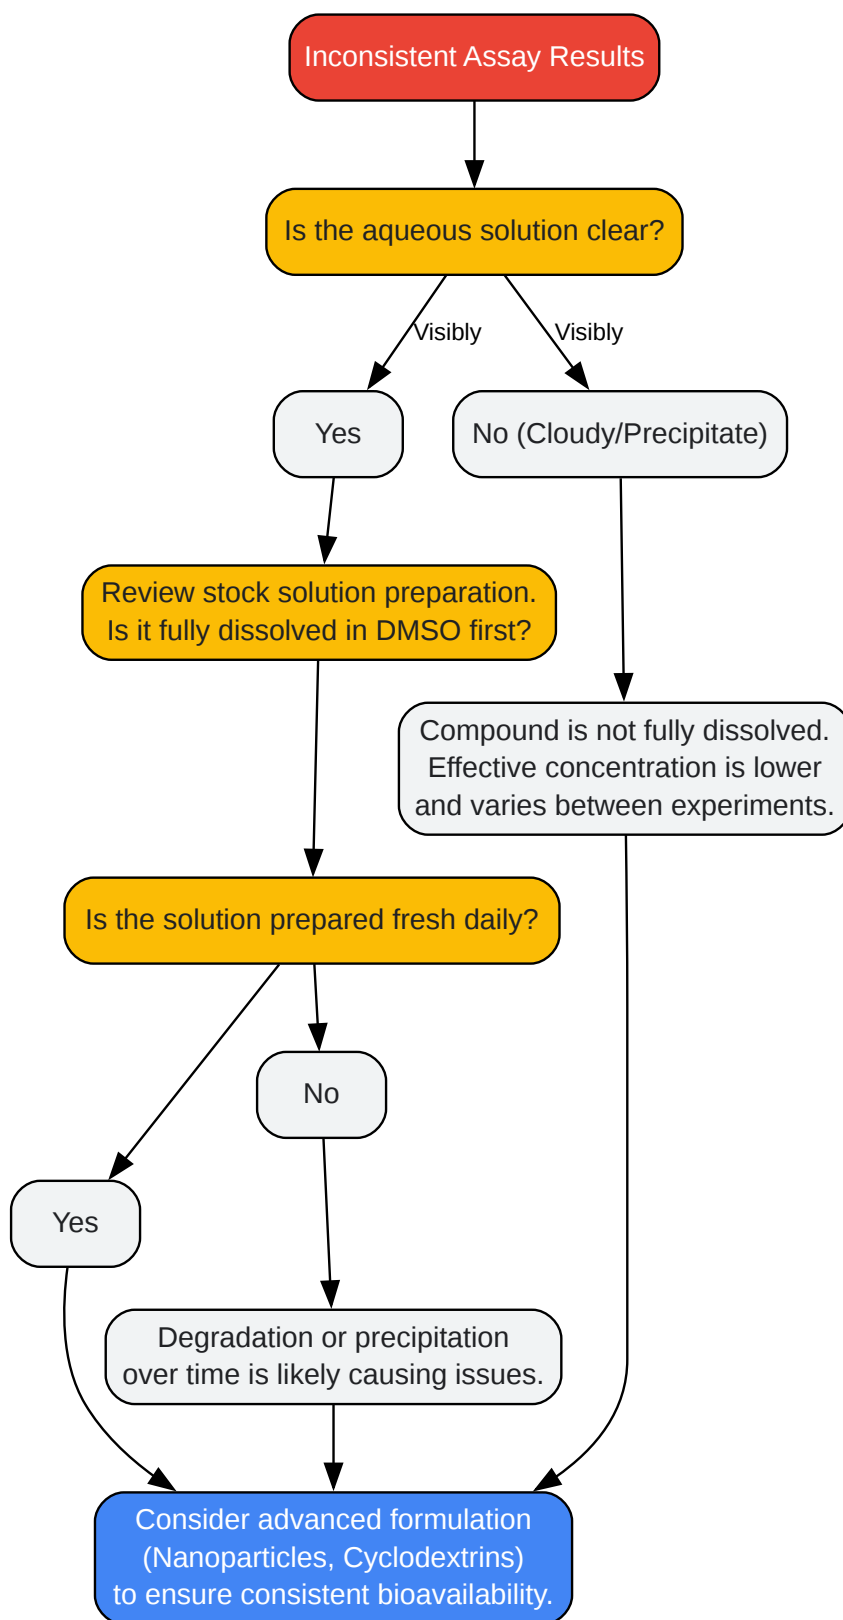 Inconsistent Assay Results
Is the aqueous solution clear?
Visibly
Visibly
Yes
No (Cloudy/Precipitate)
Review stock solution preparation.
Is it fully dissolved in DMSO first?
Compound is not fully dissolved.
Effective concentration is lower
and varies between experiments.
Is the solution prepared fresh daily?
No
Yes
Degradation or precipitation
over time is likely causing issues.
Consider advanced formulation
(Nanoparticles, Cyclodextrins)
to ensure consistent bioavailability.